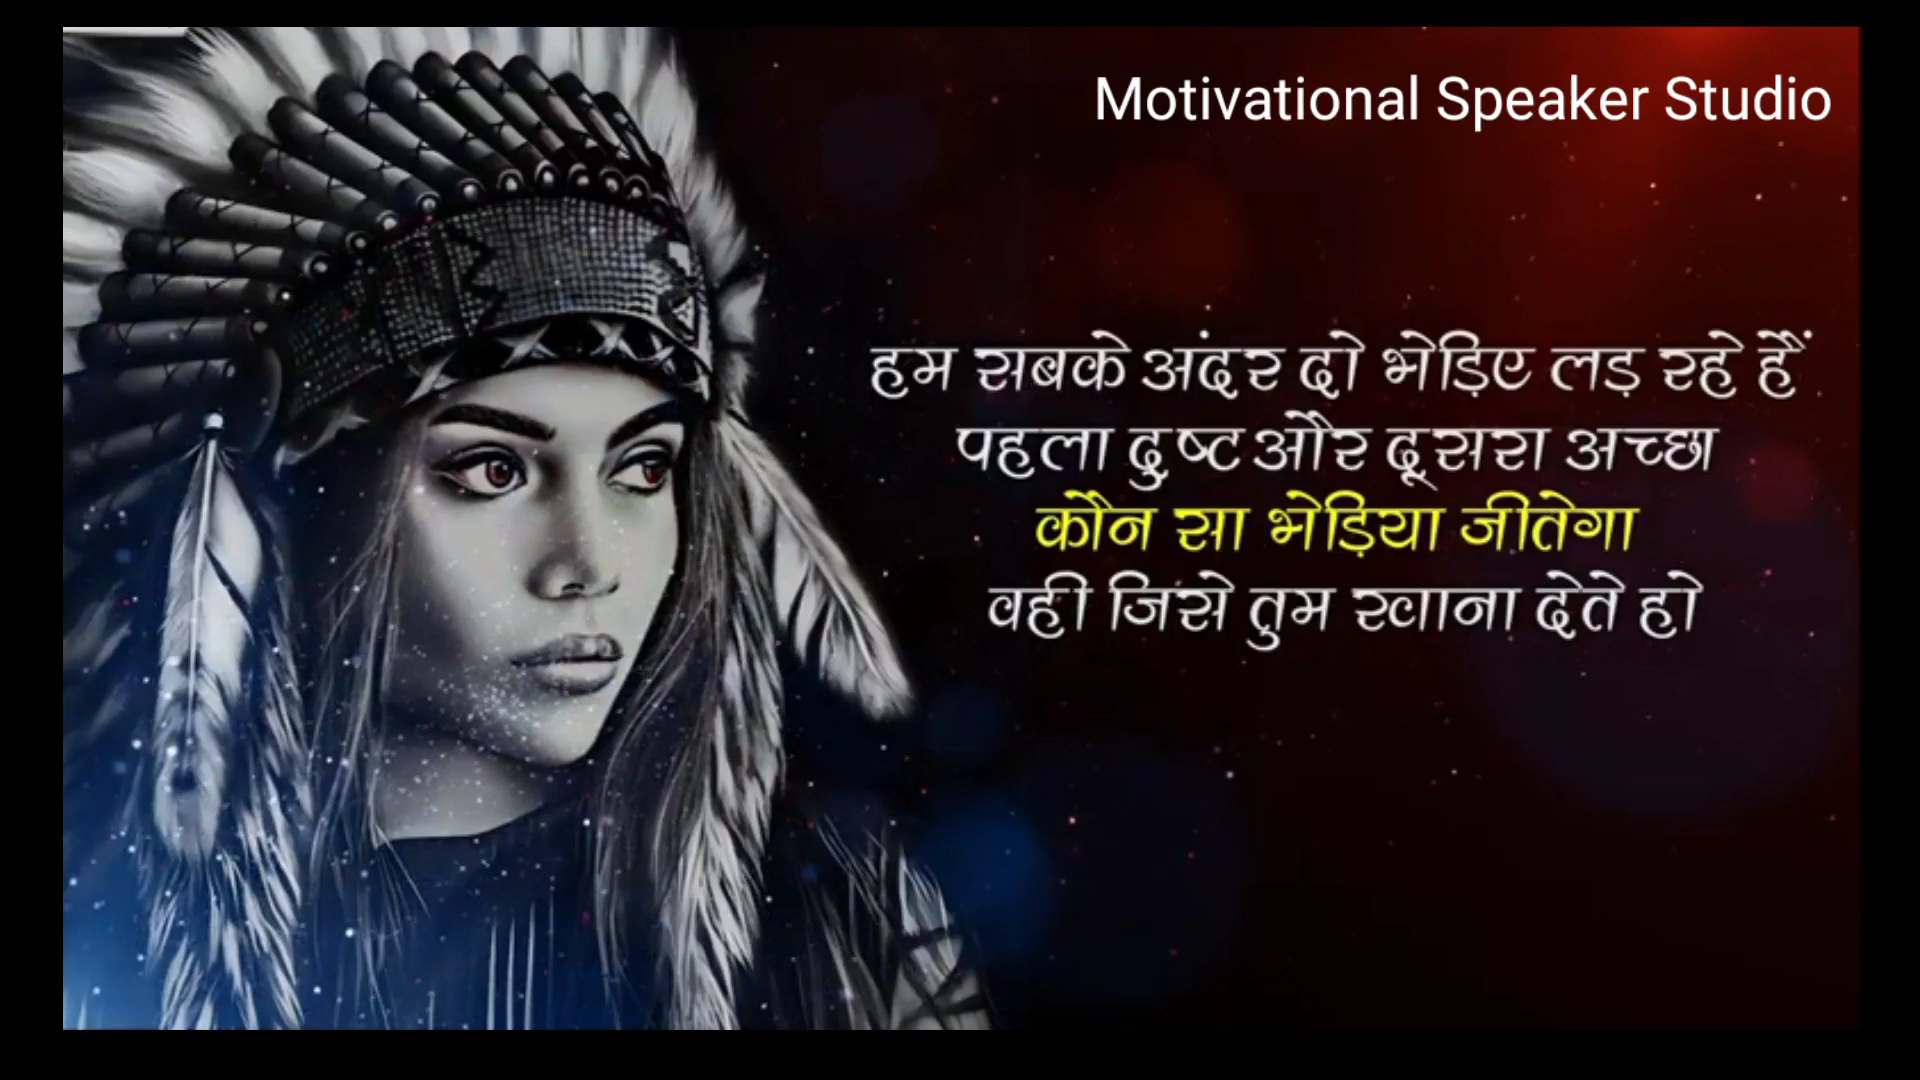 Motivational Speaker Studio
हम सबके अंदर दो भेड़िए लड़ रहे हैं
पहला दुष्ट और दूसरा अच्छा
कौन सा भेड़िया जीतेगा
वही जिसे तुम खाना देते हो